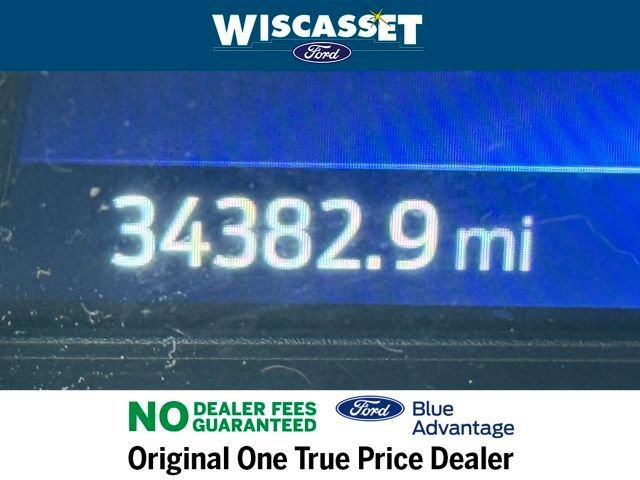 WISCASSET
Ford
34382.9 mi
NO DEALER FEES
GUARANTEED
Ford Blue
Advantage
Original One True Price Dealer